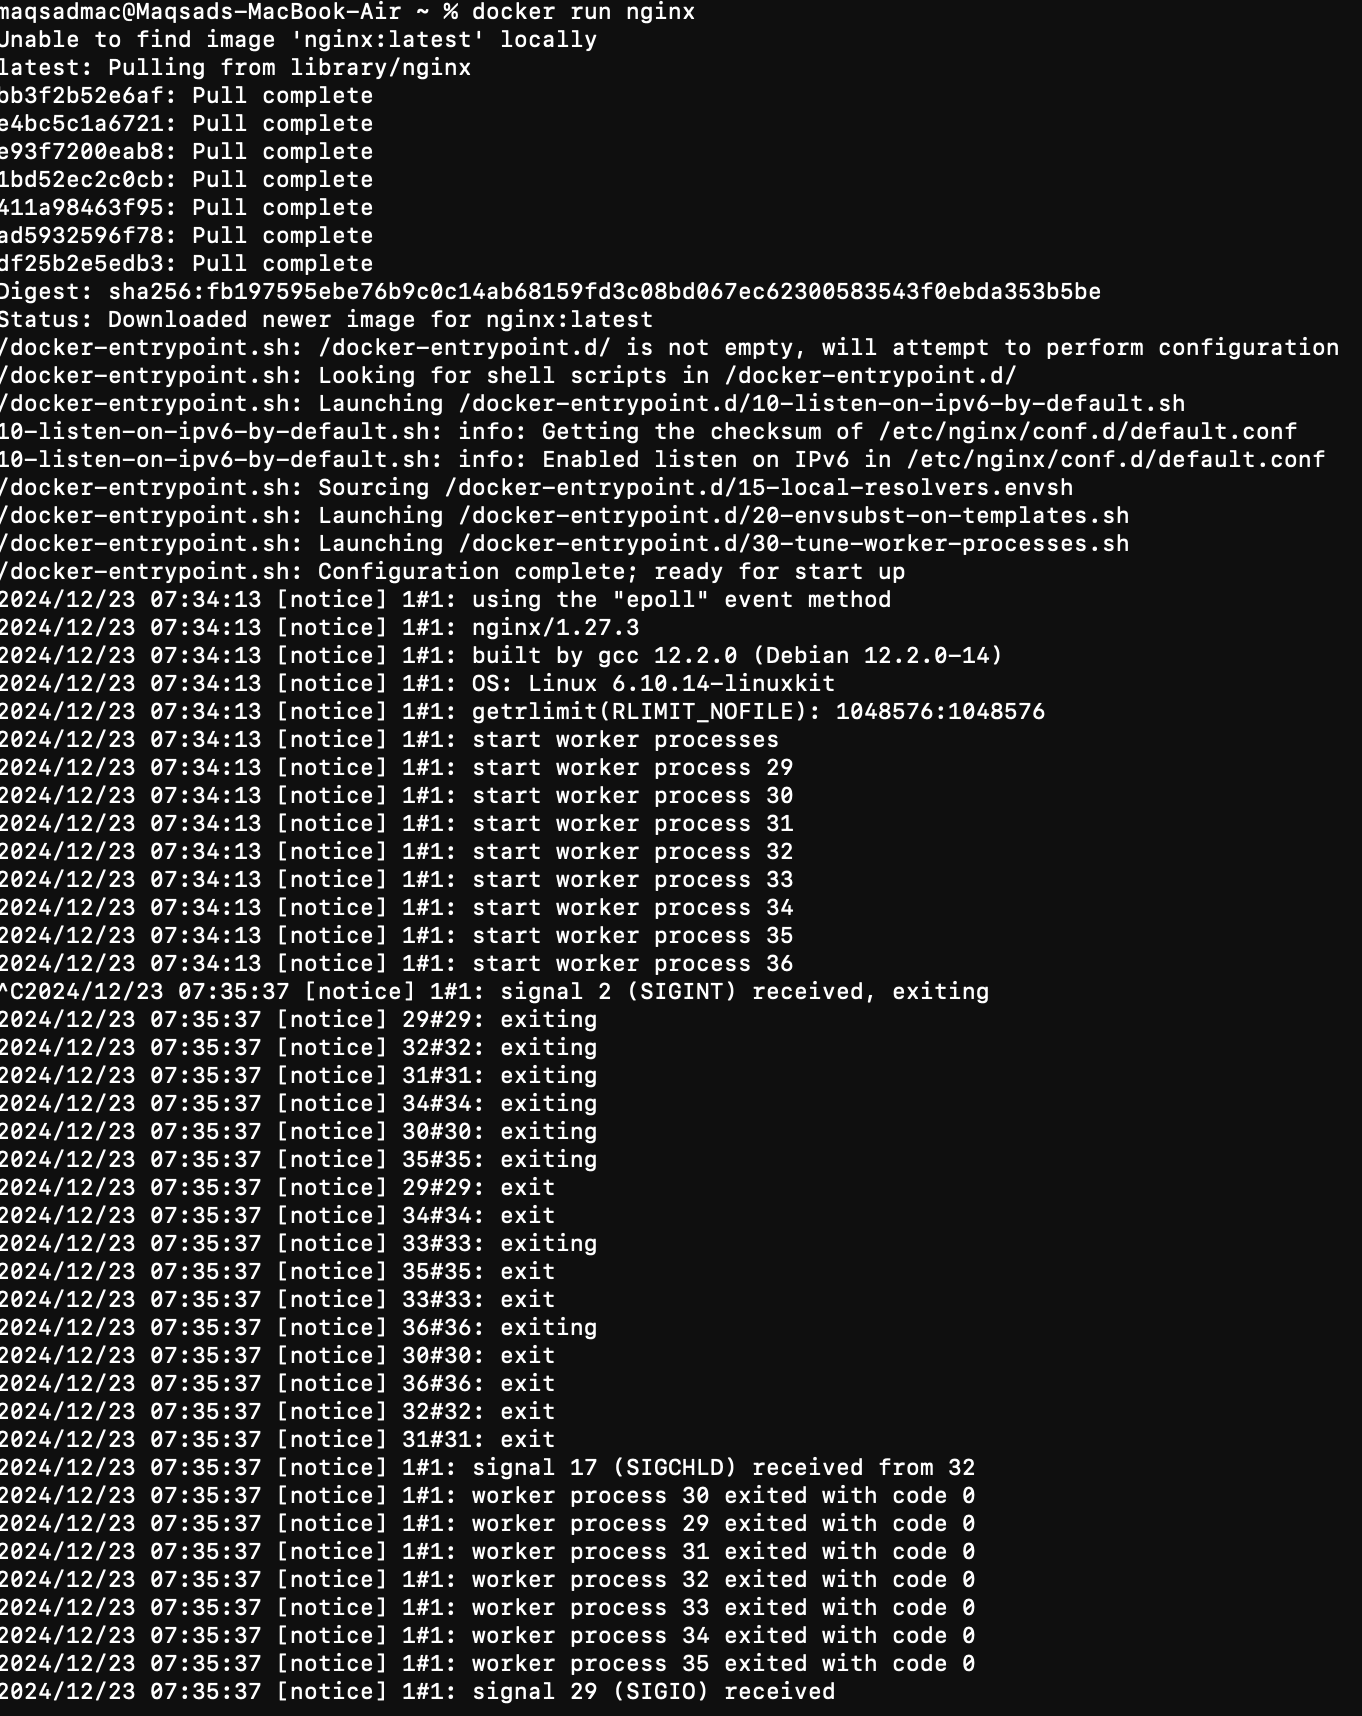 maqsadmac@Maqsads-MacBook-Air ~ % docker run nginx
Unable to find image 'nginx:latest' locally
latest: Pulling from library/nginx
bb3f2b52e6af: Pull complete
e4bc5c1a6721: Pull complete
e93f7200eab8: Pull complete
1bd52ec2c0cb: Pull complete
411a98463f95: Pull complete
ad5932596f78: Pull complete
df25b2e5edb3: Pull complete
Digest: sha256:fb197595ebe76b9c0c14ab68159fd3c08bd067ec62300583543f0ebda353b5be
Status: Downloaded newer image for nginx:latest
/docker-entrypoint.sh: /docker-entrypoint.d/ is not empty, will attempt to perform configuration
/docker-entrypoint.sh: Looking for shell scripts in /docker-entrypoint.d/
/docker-entrypoint.sh: Launching /docker-entrypoint.d/10-listen-on-ipv6-by-default.sh
10-listen-on-ipv6-by-default.sh: info: Getting the checksum of /etc/nginx/conf.d/default.conf
10-listen-on-ipv6-by-default.sh: info: Enabled listen on IPv6 in /etc/nginx/conf.d/default.conf
/docker-entrypoint.sh: Sourcing /docker-entrypoint.d/15-local-resolvers.envsh
/docker-entrypoint.sh: Launching /docker-entrypoint.d/20-envsubst-on-templates.sh
/docker-entrypoint.sh: Launching /docker-entrypoint.d/30-tune-worker-processes.sh
/docker-entrypoint.sh: Configuration complete; ready for start up
2024/12/23 07:34:13 [notice] 1#1: using the "epoll" event method
2024/12/23 07:34:13 [notice] 1#1: nginx/1.27.3
2024/12/23 07:34:13 [notice] 1#1: built by gcc 12.2.0 (Debian 12.2.0-14)
2024/12/23 07:34:13 [notice] 1#1: OS: Linux 6.10.14-linuxkit
2024/12/23 07:34:13 [notice] 1#1: getrlimit(RLIMIT_NOFILE): 1048576:1048576
2024/12/23 07:34:13 [notice] 1#1: start worker processes
2024/12/23 07:34:13 [notice] 1#1: start worker process 29
2024/12/23 07:34:13 [notice] 1#1: start worker process 30
2024/12/23 07:34:13 [notice] 1#1: start worker process 31
2024/12/23 07:34:13 [notice] 1#1: start worker process 32
2024/12/23 07:34:13 [notice] 1#1: start worker process 33
2024/12/23 07:34:13 [notice] 1#1: start worker process 34
2024/12/23 07:34:13 [notice] 1#1: start worker process 35
2024/12/23 07:34:13 [notice] 1#1: start worker process 36
^C2024/12/23 07:35:37 [notice] 1#1: signal 2 (SIGINT) received, exiting
2024/12/23 07:35:37 [notice] 29#29: exiting
2024/12/23 07:35:37 [notice] 32#32: exiting
2024/12/23 07:35:37 [notice] 31#31: exiting
2024/12/23 07:35:37 [notice] 34#34: exiting
2024/12/23 07:35:37 [notice] 30#30: exiting
2024/12/23 07:35:37 [notice] 35#35: exiting
2024/12/23 07:35:37 [notice] 29#29: exit
2024/12/23 07:35:37 [notice] 34#34: exit
2024/12/23 07:35:37 [notice] 33#33: exiting
2024/12/23 07:35:37 [notice] 35#35: exit
2024/12/23 07:35:37 [notice] 33#33: exit
2024/12/23 07:35:37 [notice] 36#36: exiting
2024/12/23 07:35:37 [notice] 30#30: exit
2024/12/23 07:35:37 [notice] 36#36: exit
2024/12/23 07:35:37 [notice] 32#32: exit
2024/12/23 07:35:37 [notice] 31#31: exit
2024/12/23 07:35:37 [notice] 1#1: signal 17 (SIGCHLD) received from 32
2024/12/23 07:35:37 [notice] 1#1: worker process 30 exited with code 0
2024/12/23 07:35:37 [notice] 1#1: worker process 29 exited with code 0
2024/12/23 07:35:37 [notice] 1#1: worker process 31 exited with code 0
2024/12/23 07:35:37 [notice] 1#1: worker process 32 exited with code 0
2024/12/23 07:35:37 [notice] 1#1: worker process 33 exited with code 0
2024/12/23 07:35:37 [notice] 1#1: worker process 34 exited with code 0
2024/12/23 07:35:37 [notice] 1#1: worker process 35 exited with code 0
2024/12/23 07:35:37 [notice] 1#1: signal 29 (SIGIO) received